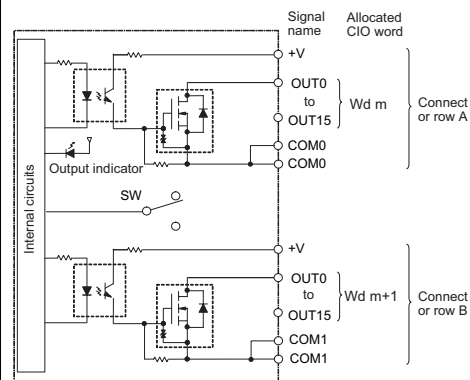 Signal name
Allocated CIO word
+V
OUT0
to
OUT15
Wd m
Connect or row A
COM0
COM0
Output indicator
SW
Internal circuits
+V
OUT0
to
OUT15
Wd m+1
Connect or row B
COM1
COM1